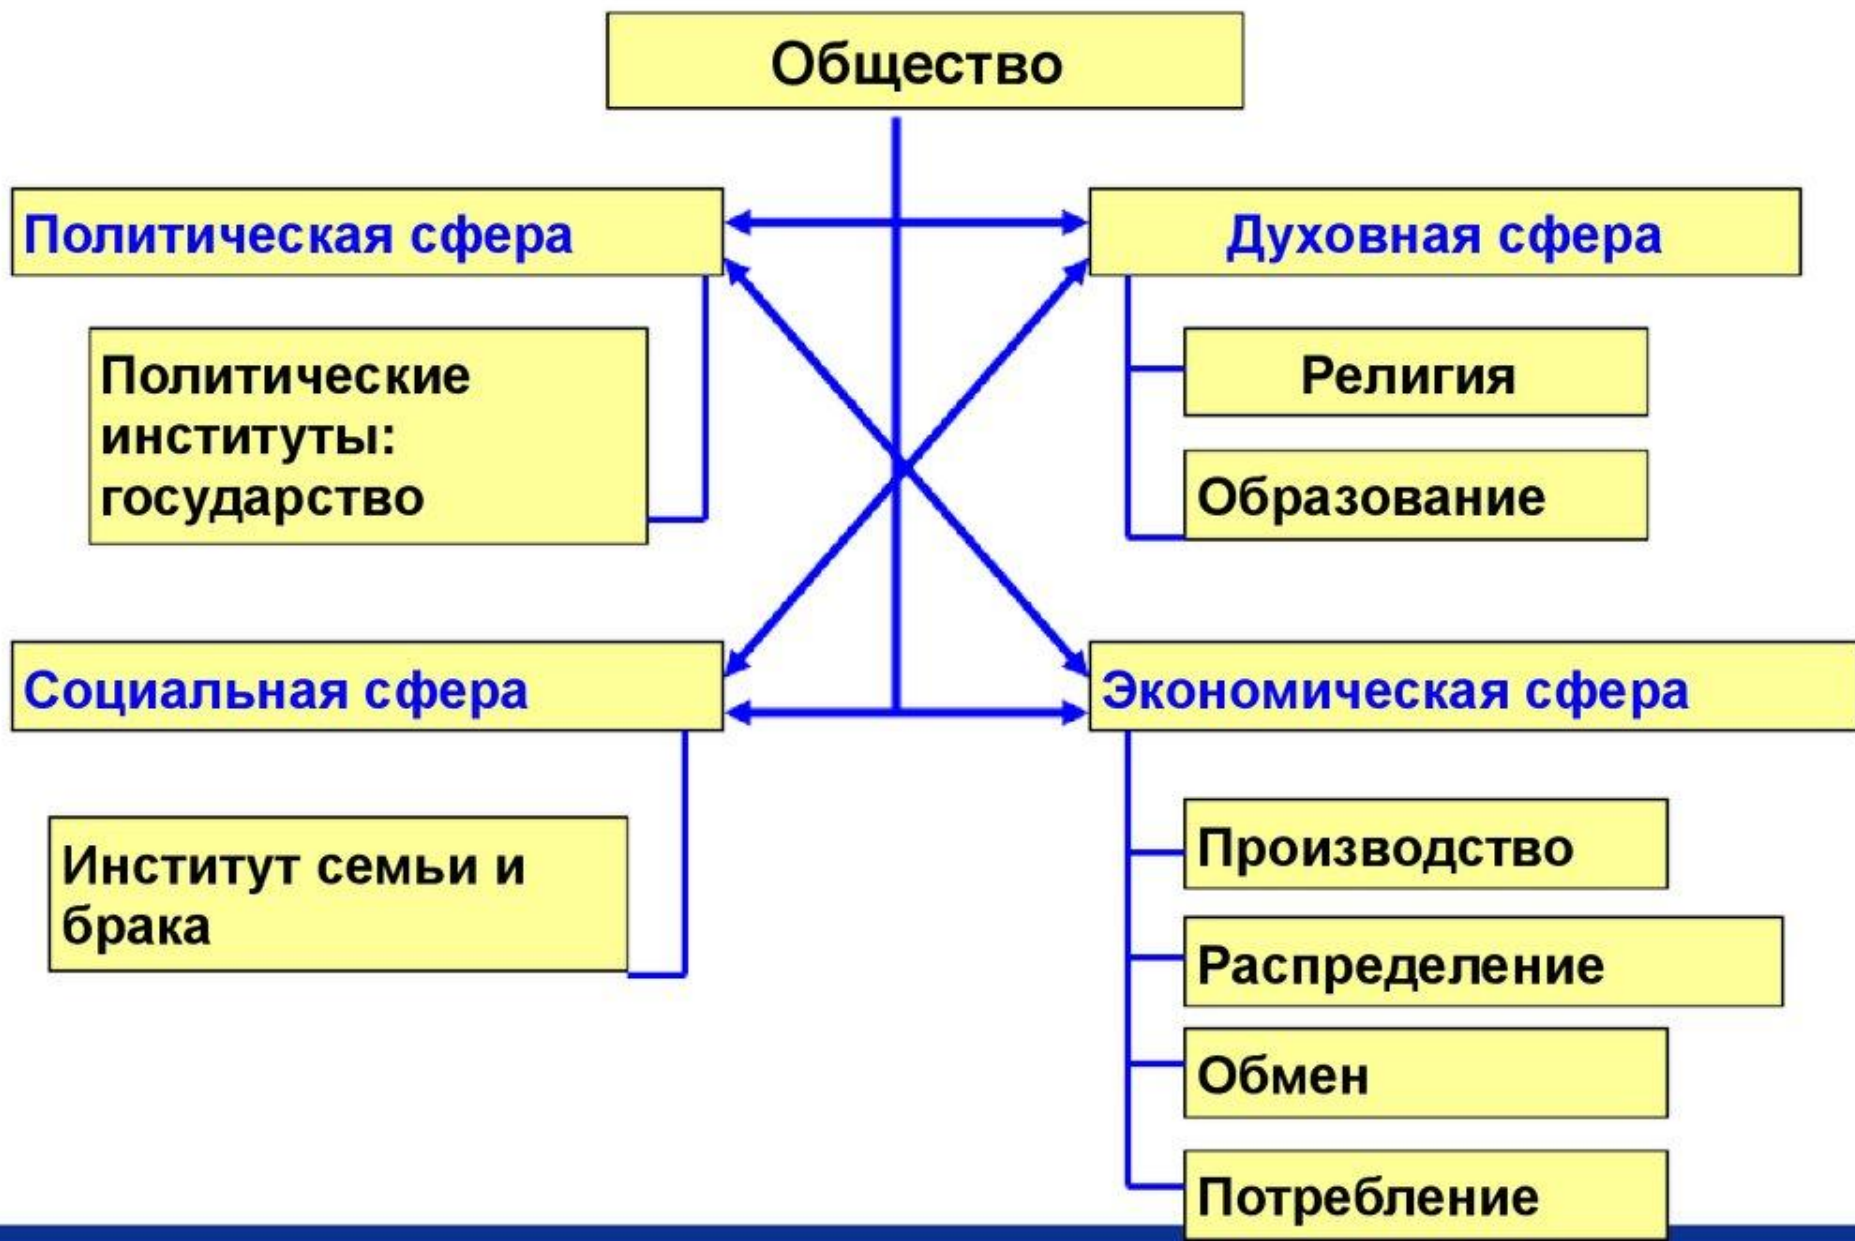 Общество
Политическая сфера
Политические
институты:
государство
Духовная сфера
Религия
Образование
Социальная сфера
Институт семьи и
брака
Экономическая сфера
Производство
Распределение
Обмен
Потребление